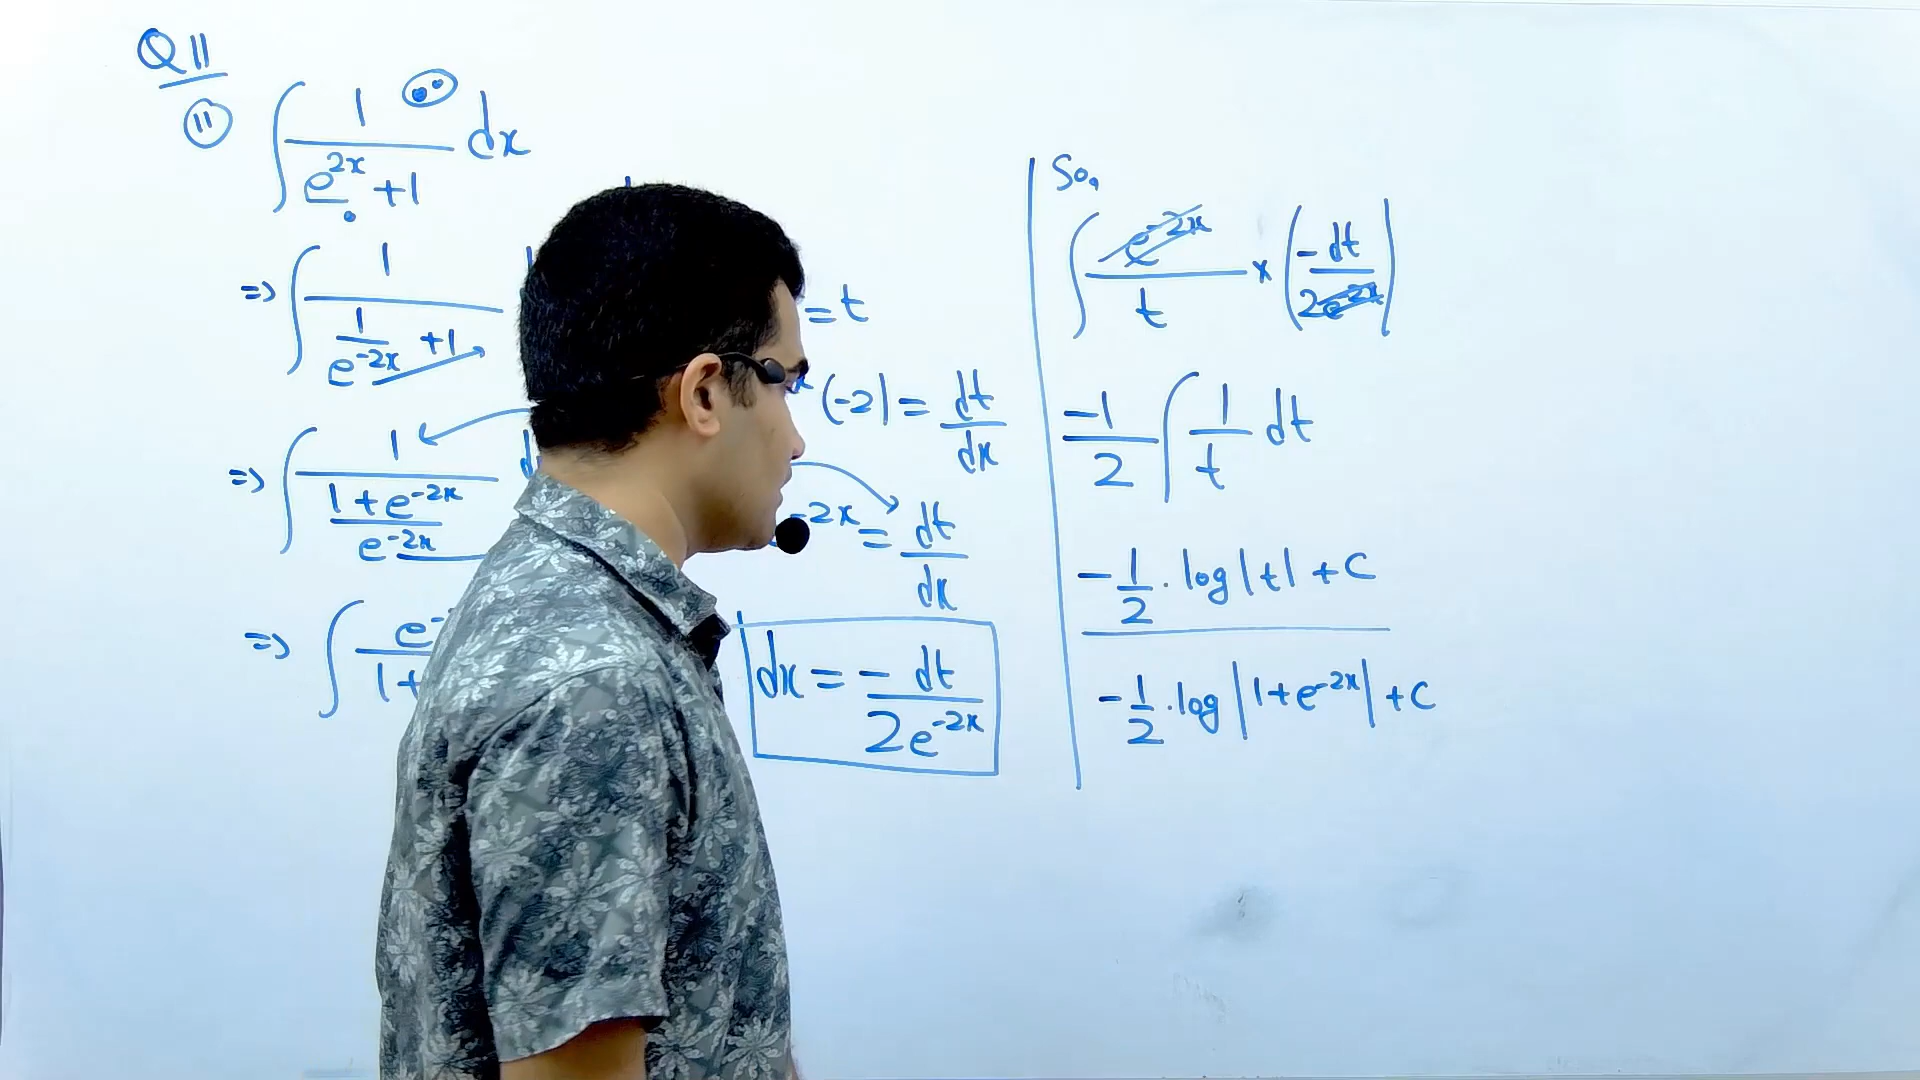 Q 11
(11) ∫ 1/(e^{2x} + 1) dx
=> ∫ 1/(1/e^{-2x} + 1)
=> ∫ 1/((1 + e^{-2x})/e^{-2x})
=> ∫
= t
(-2) = dt/dx
-2x = dt/dx
dx = - dt/(2e^{-2x})
So,
∫ e^{-2x}/t × (-dt/(2e^{-2x}))
-1/2 ∫ 1/t dt
-1/2 . log|t| + C
-1/2 . log|1 + e^{-2x}| + C